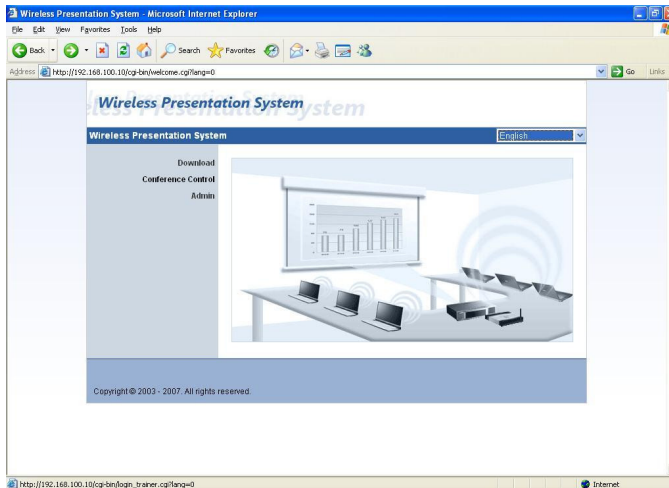 Wireless Presentation System - Microsoft Internet Explorer
File Edit View Favorites Tools Help
Back Search Favorites
Address http://192.168.100.10/cgi-bin/welcome.cgi?lang=0 Go Links
Wireless Presentation System
Wireless Presentation System English
Download
Conference Control
Admin
Copyright © 2003 - 2007. All rights reserved.
http://192.168.100.10/cgi-bin/login_trainer.cgi?lang=0 Internet